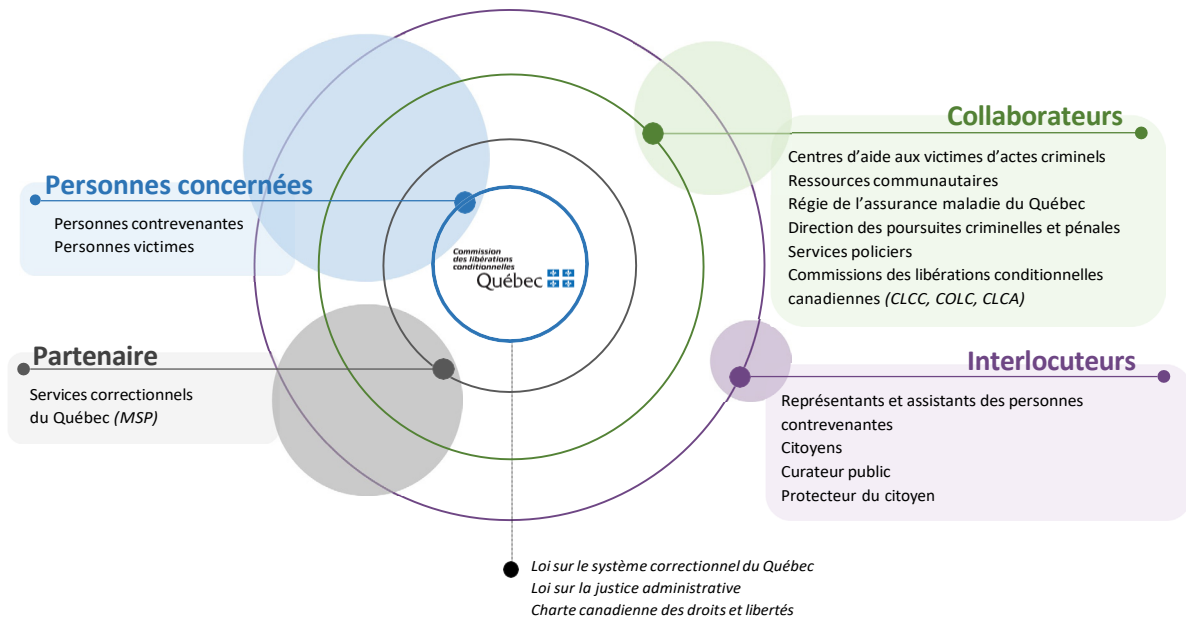 Personnes concernées
Personnes contrevenantes
Personnes victimes
Partenaire
Services correctionnels
du Québec (MSP)
Commission
des libérations
conditionnelles
Québec
Collaborateurs
Centres d’aide aux victimes d’actes criminels
Ressources communautaires
Régie de l’assurance maladie du Québec
Direction des poursuites criminelles et pénales
Services policiers
Commissions des libérations conditionnelles
canadiennes (CLCC, COLC, CLCA)
Interlocuteurs
Représentants et assistants des personnes
contrevenantes
Citoyens
Curateur public
Protecteur du citoyen
Loi sur le système correctionnel du Québec
Loi sur la justice administrative
Charte canadienne des droits et libertés